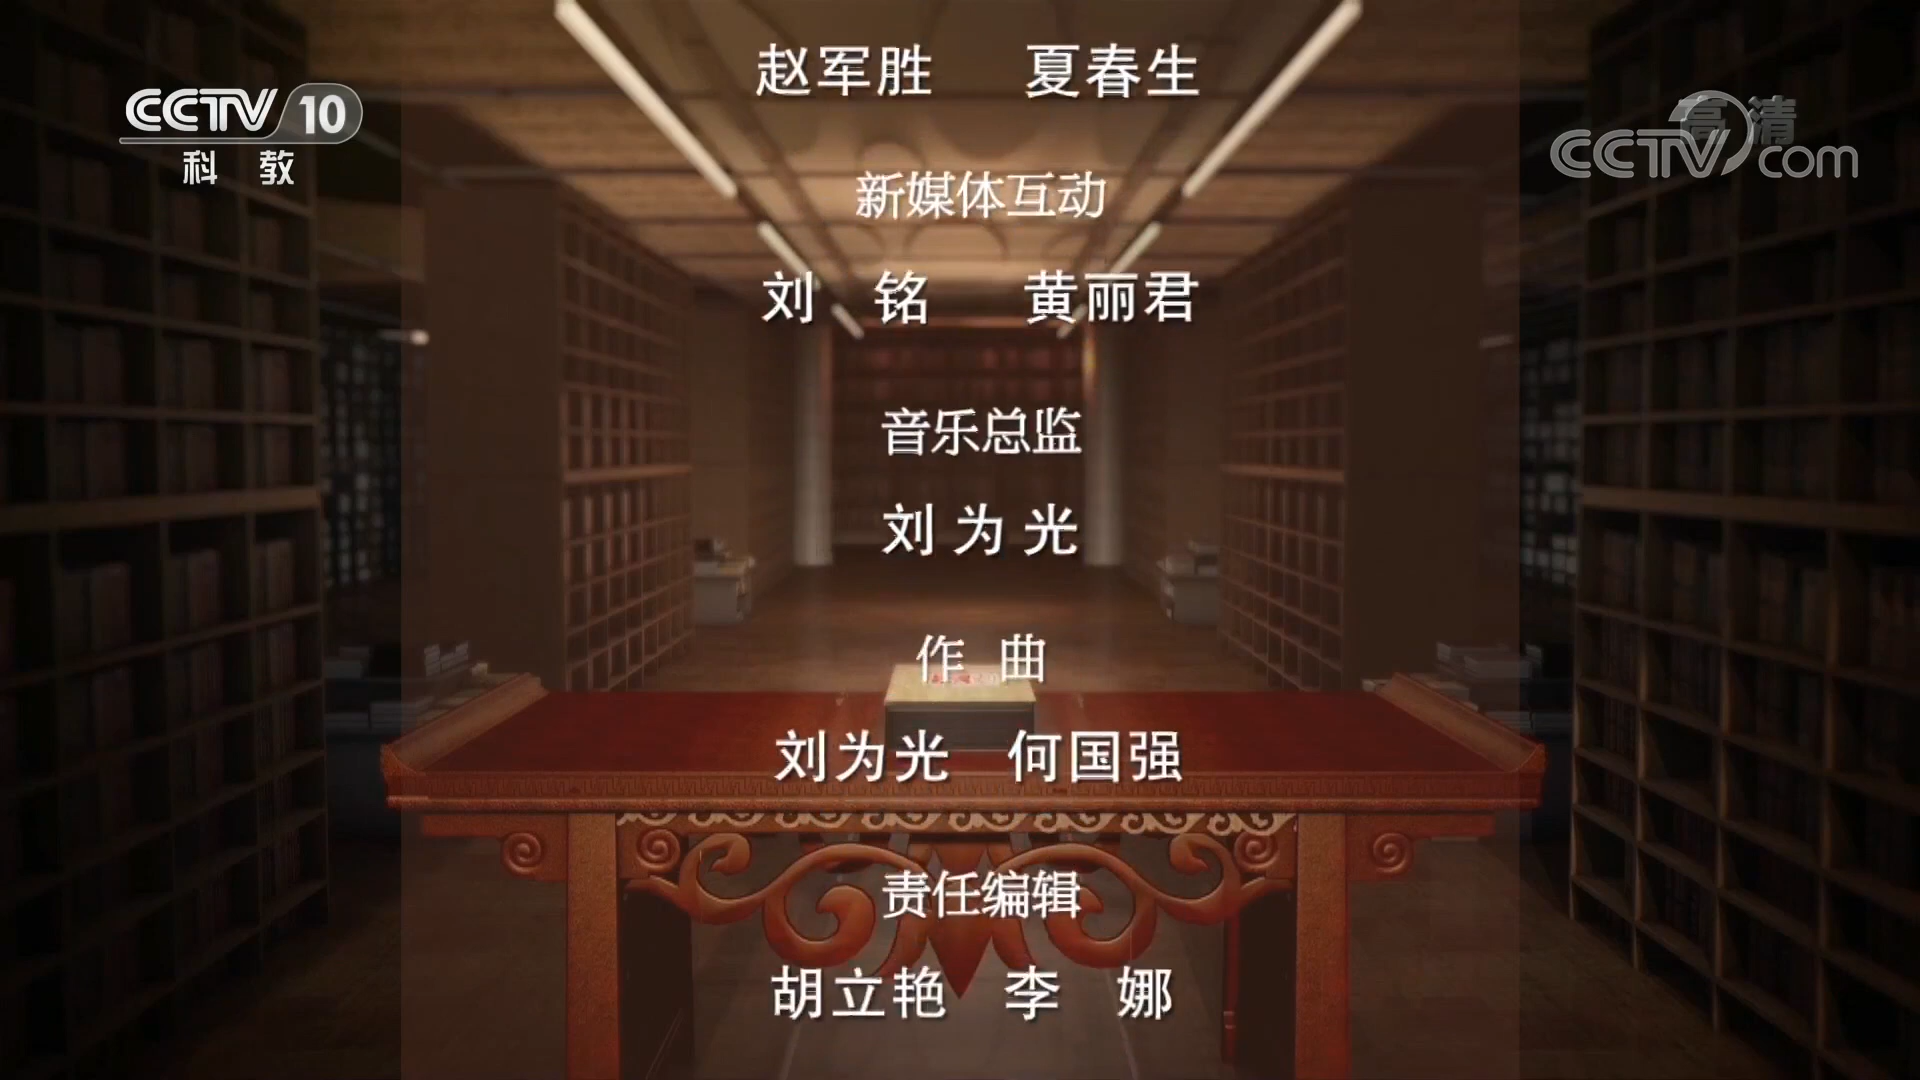 赵军胜 夏春生
CCTV 10
科 教
高清
CCTV.com
新媒体互动
刘 铭 黄丽君
音乐总监
刘为光
作 曲
刘为光 何国强
责任编辑
胡立艳 李 娜